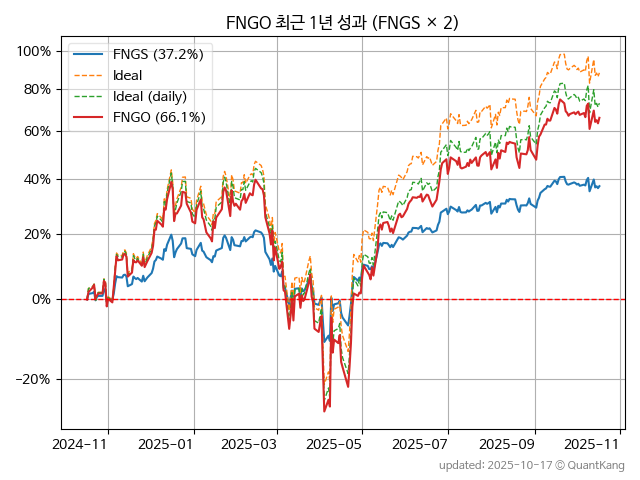 FNGO 최근 1년 성과 (FNGS × 2)
FNGS (37.2%)
Ideal
Ideal (daily)
FNGO (66.1%)
100%
80%
60%
40%
20%
0%
−20%
2024-11
2025-01
2025-03
2025-05
2025-07
2025-09
2025-11
updated: 2025-10-17 © QuantKang